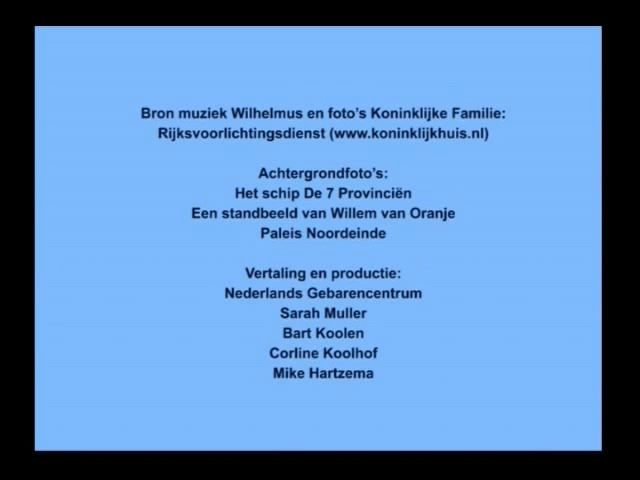 Bron muziek Wilhelmus en foto's Koninklijke Familie:
Rijksvoorlichtingsdienst (www.koninklijkhuis.nl)
Achtergrondfoto's:
Het schip De 7 Provinciën
Een standbeeld van Willem van Oranje
Paleis Noordeinde
Vertaling en productie:
Nederlands Gebarencentrum
Sarah Muller
Bart Koolen
Corline Koolhof
Mike Hartzema